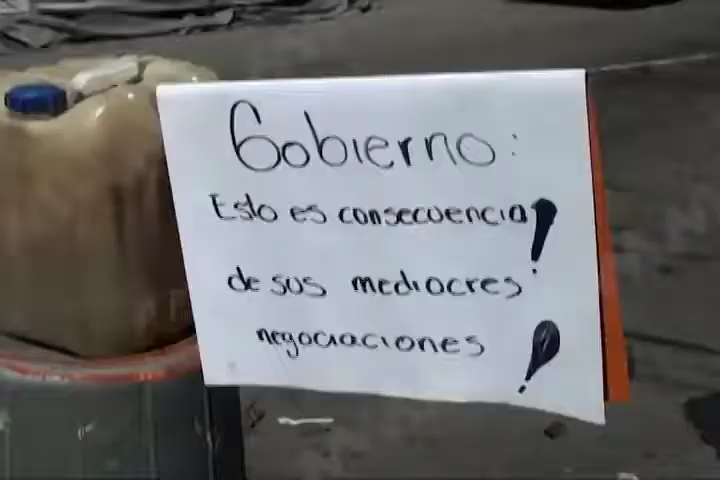 Gobierno:
Esto es consecuencia!
de sus mediocres
negociaciones!